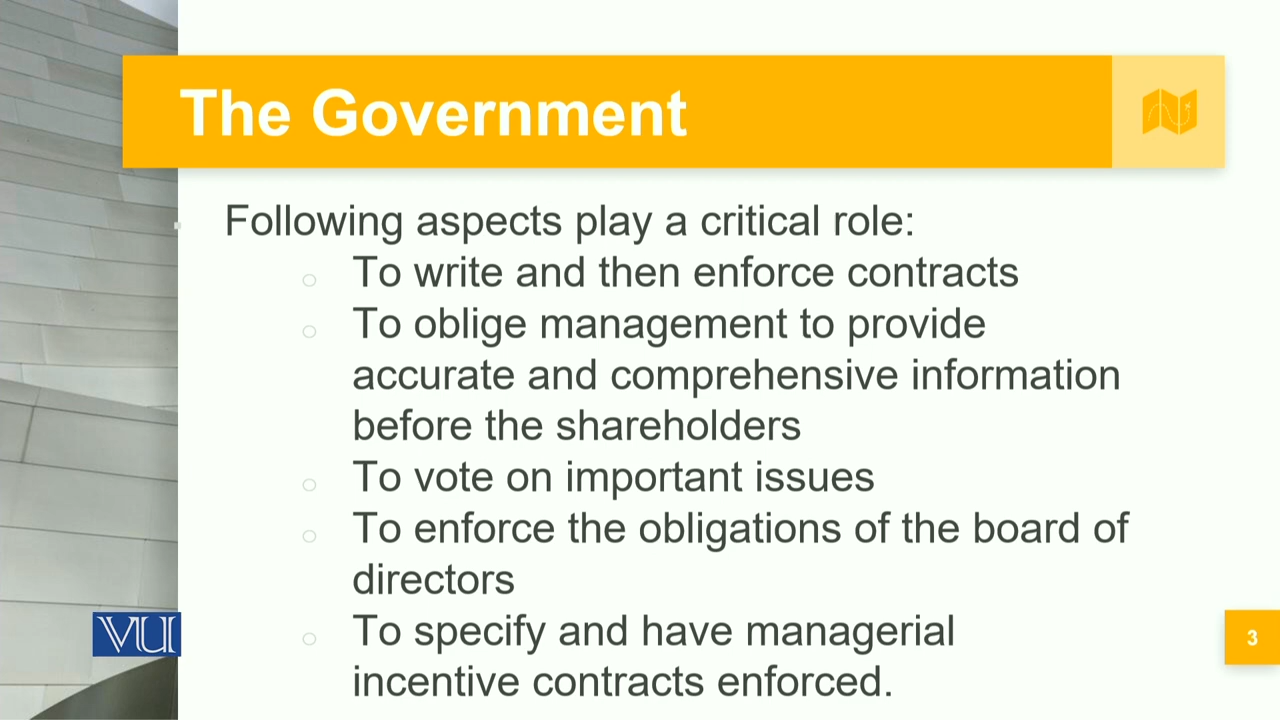 The Government
Following aspects play a critical role:
To write and then enforce contracts
To oblige management to provide
accurate and comprehensive information
before the shareholders
To vote on important issues
To enforce the obligations of the board of
directors
To specify and have managerial
incentive contracts enforced.
VU
3